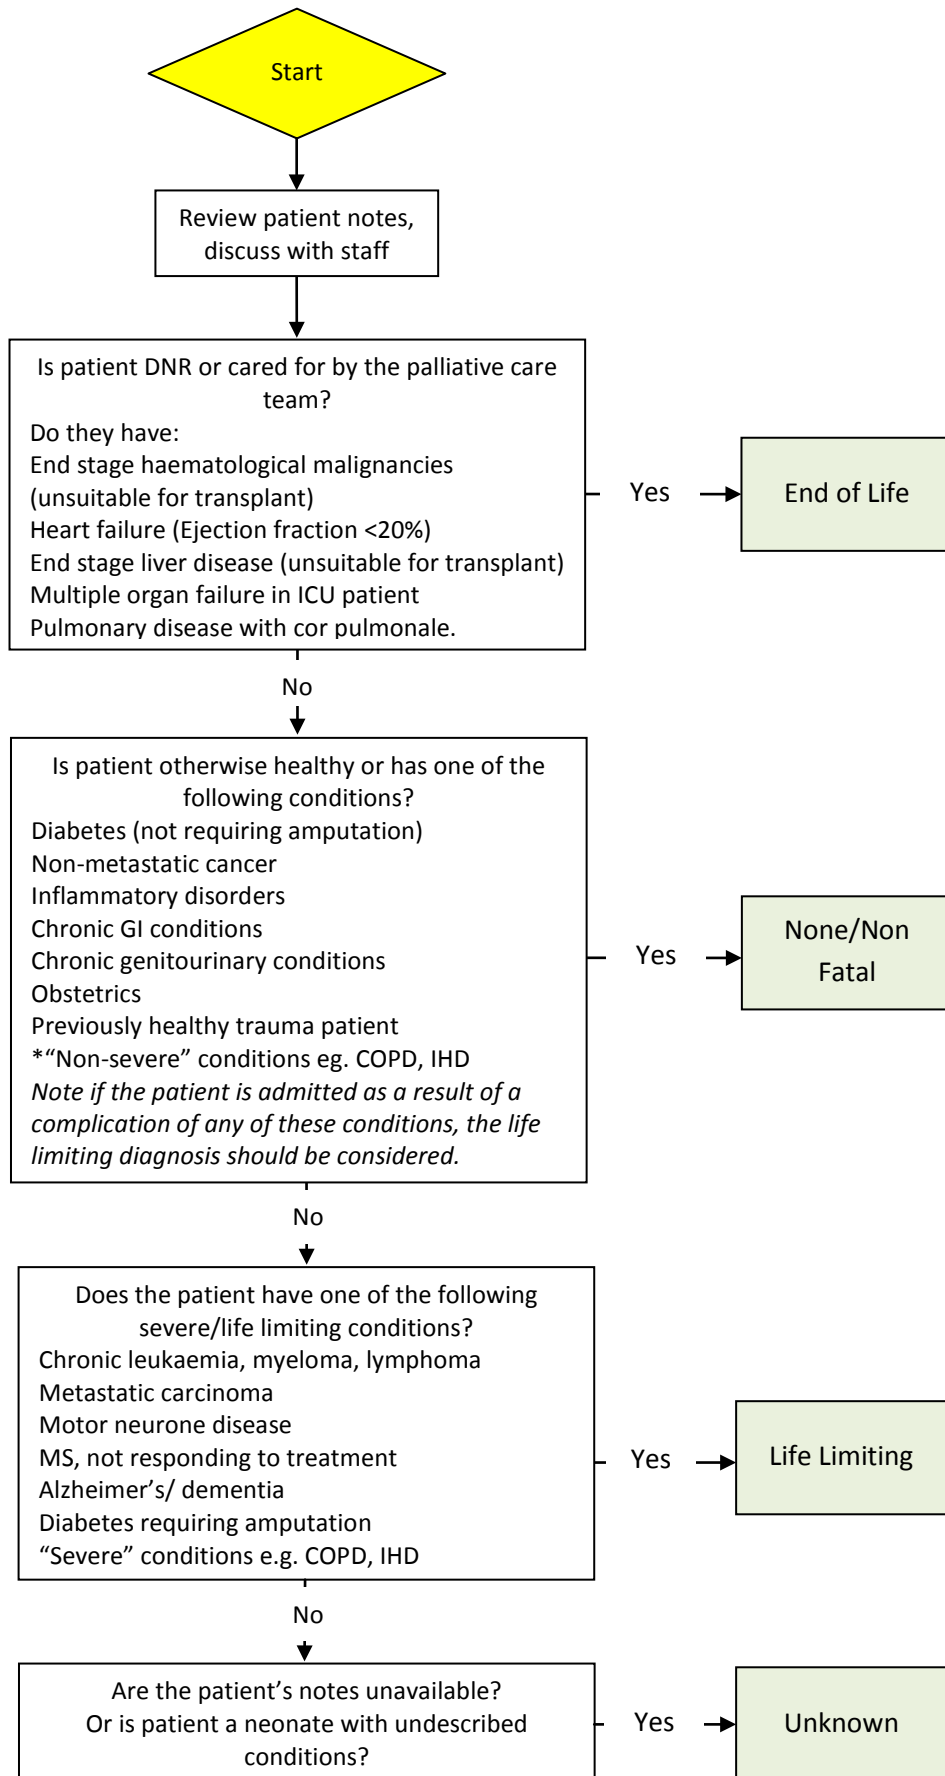 Start
Review patient notes,
discuss with staff
Is patient DNR or cared for by the palliative care
team?
Do they have:
End stage haematological malignancies
(unsuitable for transplant)
Heart failure (Ejection fraction <20%)
End stage liver disease (unsuitable for transplant)
Multiple organ failure in ICU patient
Pulmonary disease with cor pulmonale.
Yes
End of Life
No
Is patient otherwise healthy or has one of the
following conditions?
Diabetes (not requiring amputation)
Non-metastatic cancer
Inflammatory disorders
Chronic GI conditions
Chronic genitourinary conditions
Obstetrics
Previously healthy trauma patient
*“Non-severe” conditions eg. COPD, IHD
Note if the patient is admitted as a result of a
complication of any of these conditions, the life
limiting diagnosis should be considered.
Yes
None/Non
Fatal
No
Does the patient have one of the following
severe/life limiting conditions?
Chronic leukaemia, myeloma, lymphoma
Metastatic carcinoma
Motor neurone disease
MS, not responding to treatment
Alzheimer’s/ dementia
Diabetes requiring amputation
“Severe” conditions e.g. COPD, IHD
Yes
Life Limiting
No
Are the patient’s notes unavailable?
Or is patient a neonate with undescribed
conditions?
Yes
Unknown